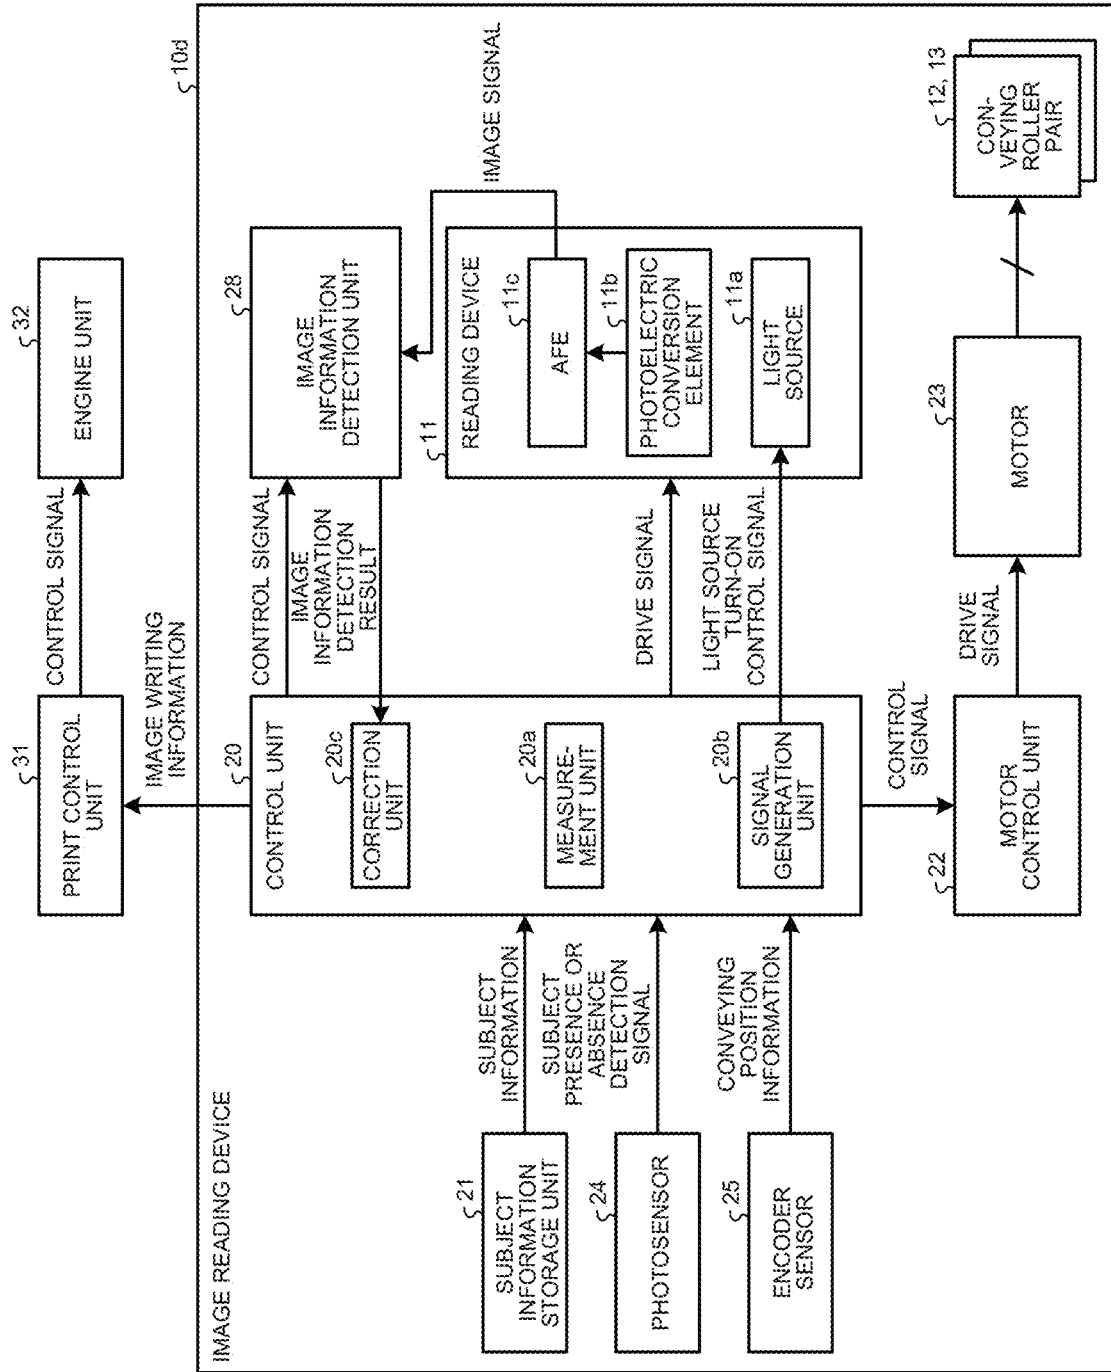 31
PRINT CONTROL
UNIT
CONTROL SIGNAL
32
ENGINE UNIT
IMAGE WRITING
INFORMATION
10d
IMAGE READING DEVICE
20
CONTROL UNIT
20c
CORRECTION
UNIT
20a
MEASURE-
MENT UNIT
20b
SIGNAL
GENERATION
UNIT
CONTROL SIGNAL
IMAGE
INFORMATION
DETECTION
RESULT
28
IMAGE
INFORMATION
DETECTION UNIT
IMAGE SIGNAL
21
SUBJECT
INFORMATION
STORAGE UNIT
SUBJECT
INFORMATION
24
PHOTOSENSOR
SUBJECT
PRESENCE OR
ABSENCE
DETECTION
SIGNAL
25
ENCODER
SENSOR
CONVEYING
POSITION
INFORMATION
DRIVE SIGNAL
LIGHT SOURCE
TURN-ON
CONTROL SIGNAL
11
READING DEVICE
11c
AFE
11b
PHOTOELECTRIC
CONVERSION
ELEMENT
11a
LIGHT
SOURCE
CONTROL
SIGNAL
22
MOTOR
CONTROL UNIT
DRIVE
SIGNAL
23
MOTOR
12, 13
CON-
VEYING
ROLLER
PAIR